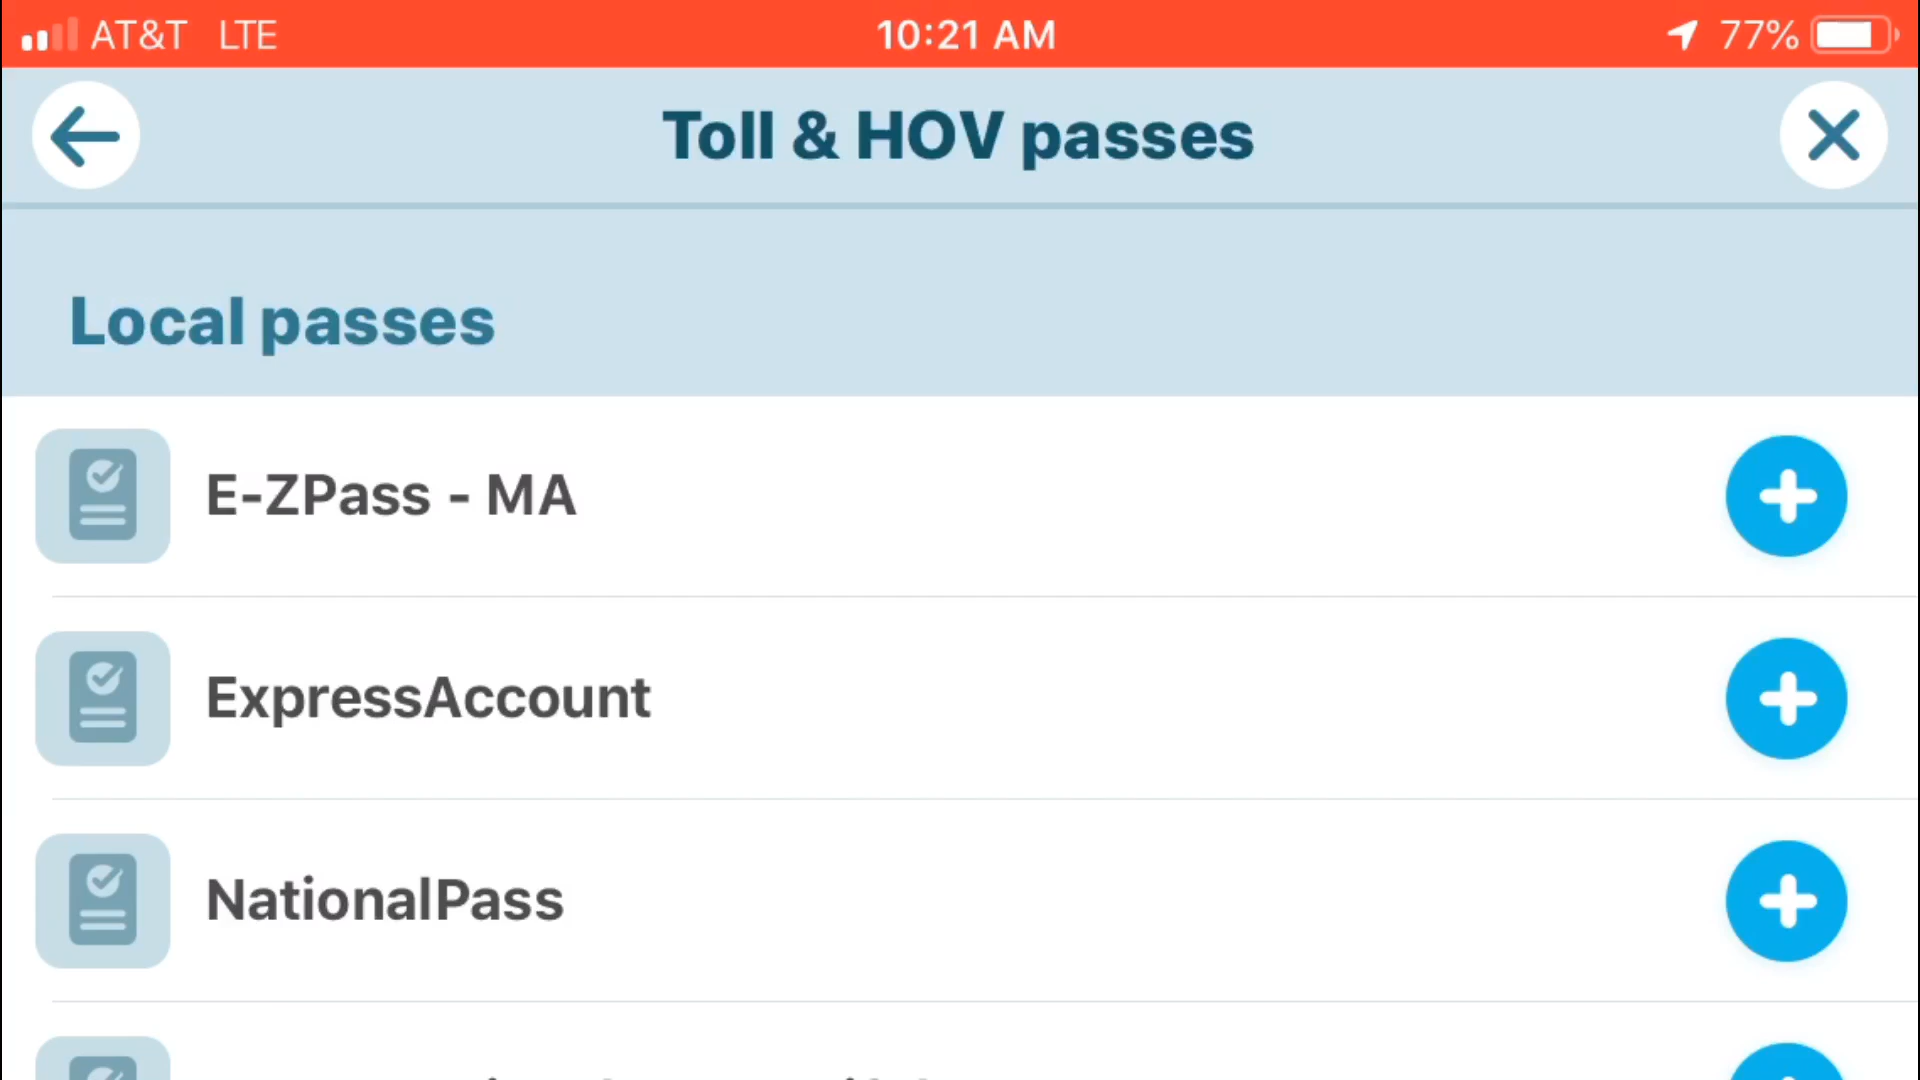 AT&T LTE 10:21 AM 77%
Toll & HOV passes
Local passes
E-ZPass - MA
ExpressAccount
NationalPass